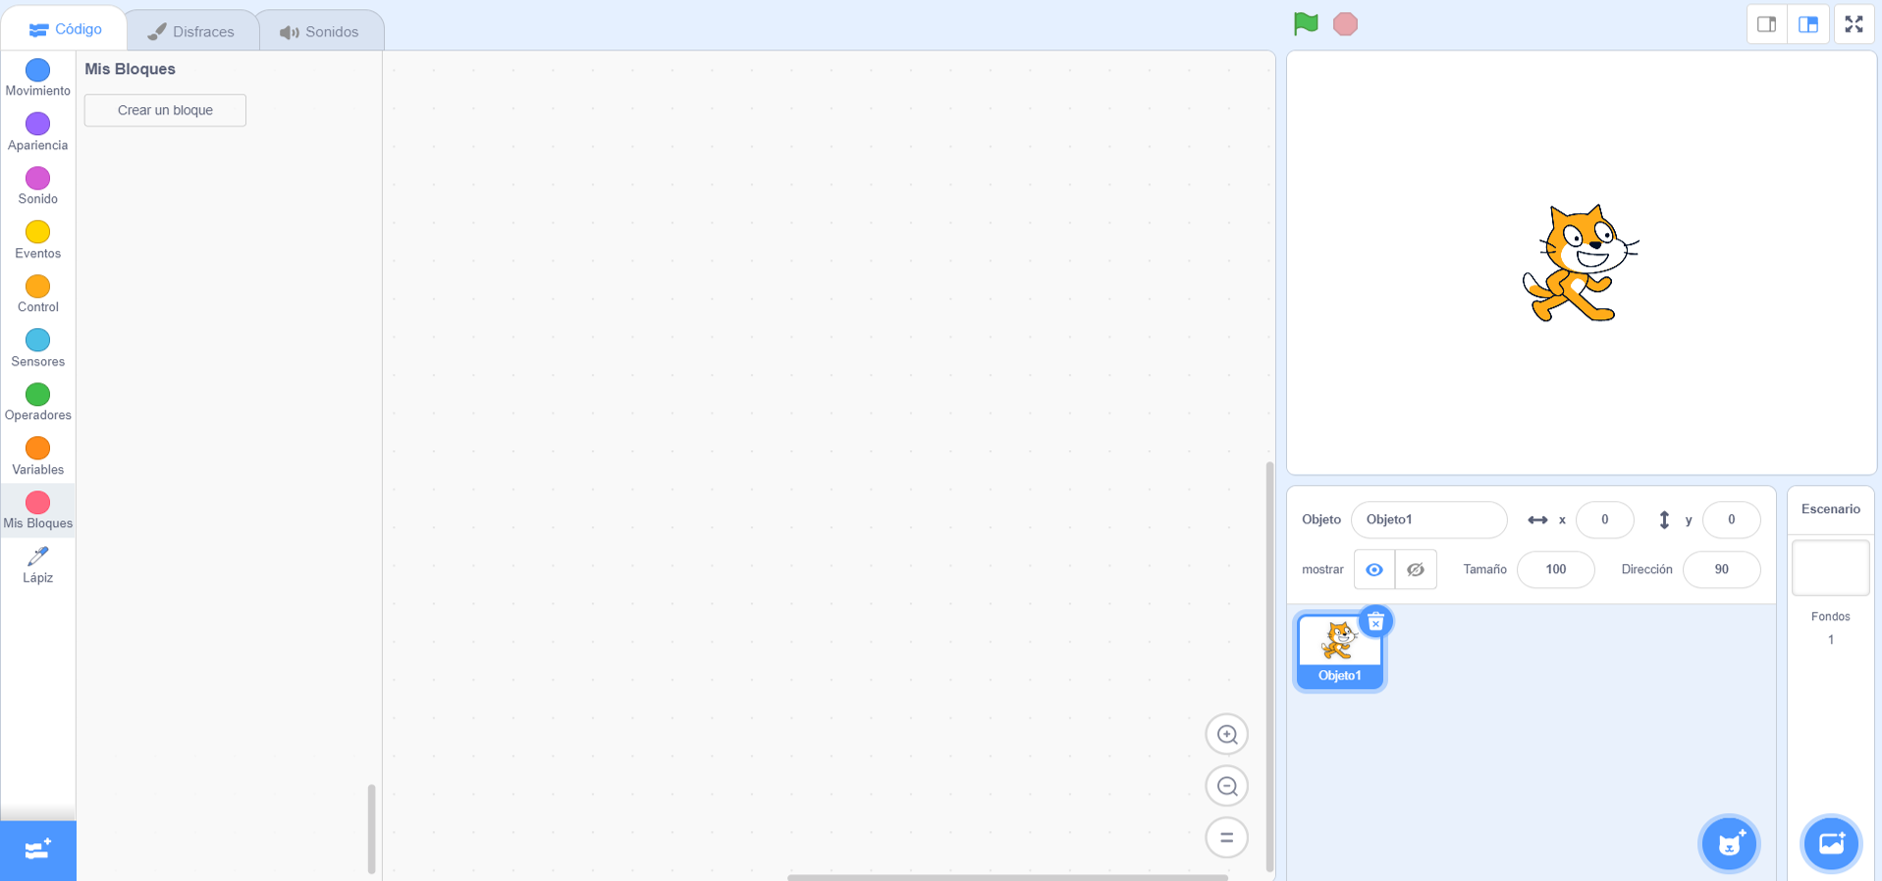 Código
Disfraces
Sonidos
Movimiento
Apariencia
Sonido
Eventos
Control
Sensores
Operadores
Variables
Mis Bloques
Lápiz
Mis Bloques
Crear un bloque
Objeto
Objeto1
x
0
y
0
mostrar
Tamaño
100
Dirección
90
Objeto1
Escenario
Fondos
1